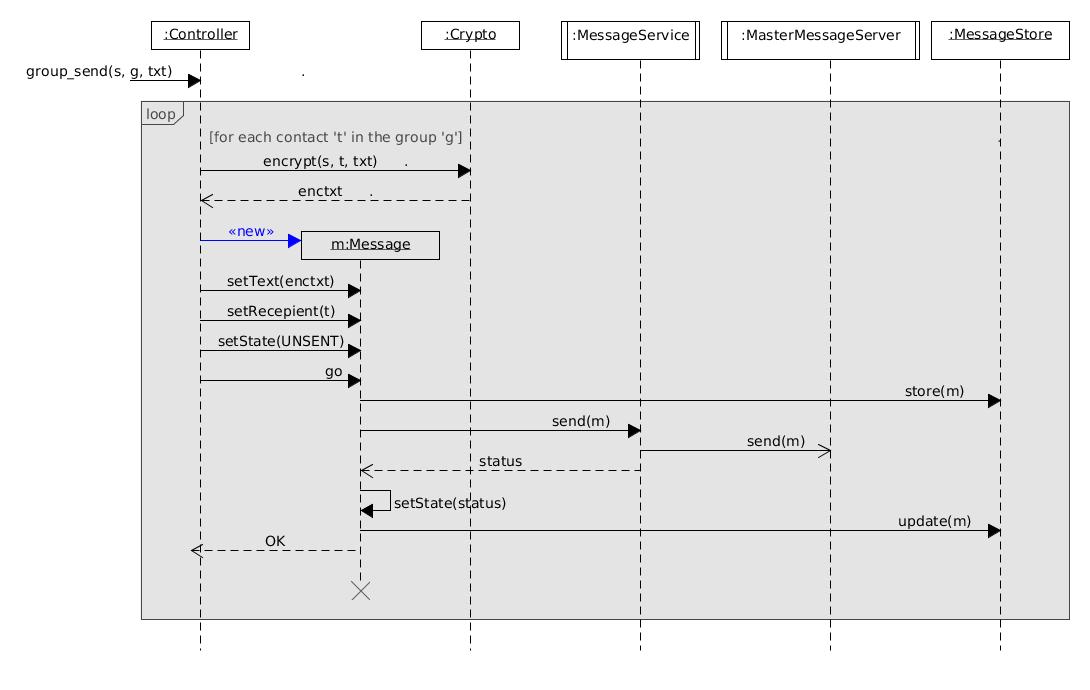 :Controller
:Crypto
:MessageService
:MasterMessageServer
:MessageStore
group_send(s, g, txt) .
loop
[for each contact 't' in the group 'g']
encrypt(s, t, txt) .
enctxt .
«new»
m:Message
setText(enctxt)
setRecepient(t)
setState(UNSENT)
go
store(m)
send(m)
send(m)
status
setState(status)
update(m)
OK